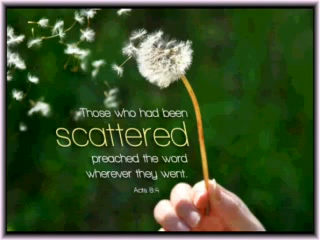 Those who had been
scattered
preached the word
wherever they went.
Acts 8:4